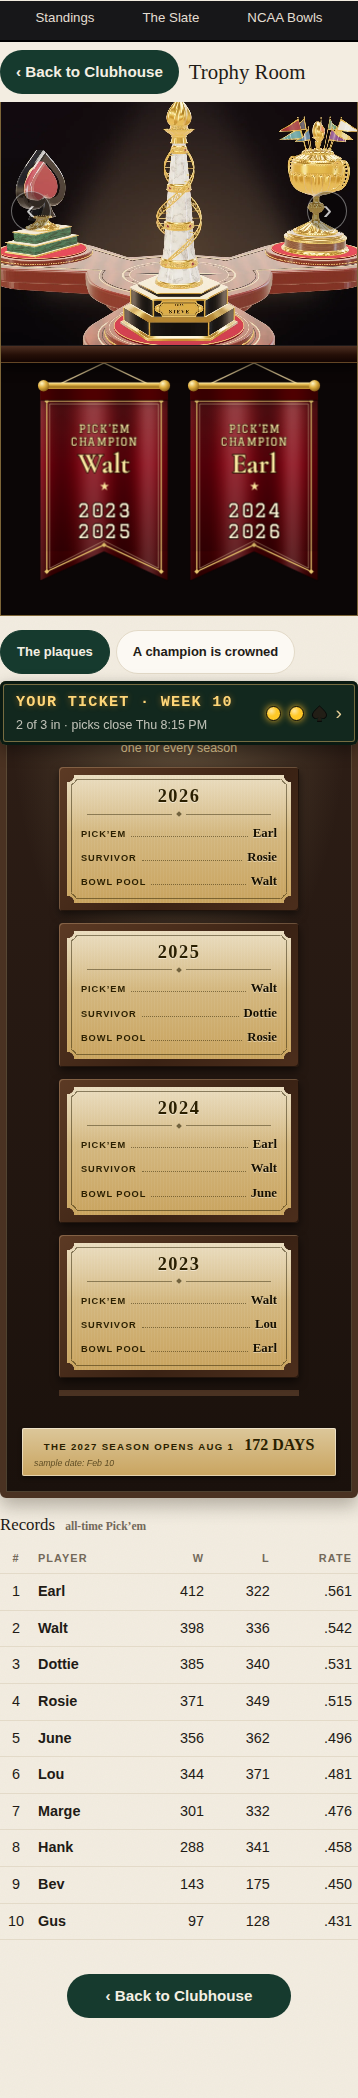 Standings The Slate NCAA Bowls
‹ Back to Clubhouse Trophy Room
‹ ›
SIEVE
PICK'EM CHAMPION Walt ★ 2023 2025
PICK'EM CHAMPION Earl ★ 2024 2026
The plaques A champion is crowned
YOUR TICKET · WEEK 10
2 of 3 in · picks close Thu 8:15 PM ›
one for every season
2026
PICK'EM Earl
SURVIVOR Rosie
BOWL POOL Walt
2025
PICK'EM Walt
SURVIVOR Dottie
BOWL POOL Rosie
2024
PICK'EM Earl
SURVIVOR Walt
BOWL POOL June
2023
PICK'EM Walt
SURVIVOR Lou
BOWL POOL Earl
THE 2027 SEASON OPENS AUG 1 172 DAYS
sample date: Feb 10
Records all-time Pick'em
# PLAYER W L RATE
1 Earl 412 322 .561
2 Walt 398 336 .542
3 Dottie 385 340 .531
4 Rosie 371 349 .515
5 June 356 362 .496
6 Lou 344 371 .481
7 Marge 301 332 .476
8 Hank 288 341 .458
9 Bev 143 175 .450
10 Gus 97 128 .431
‹ Back to Clubhouse